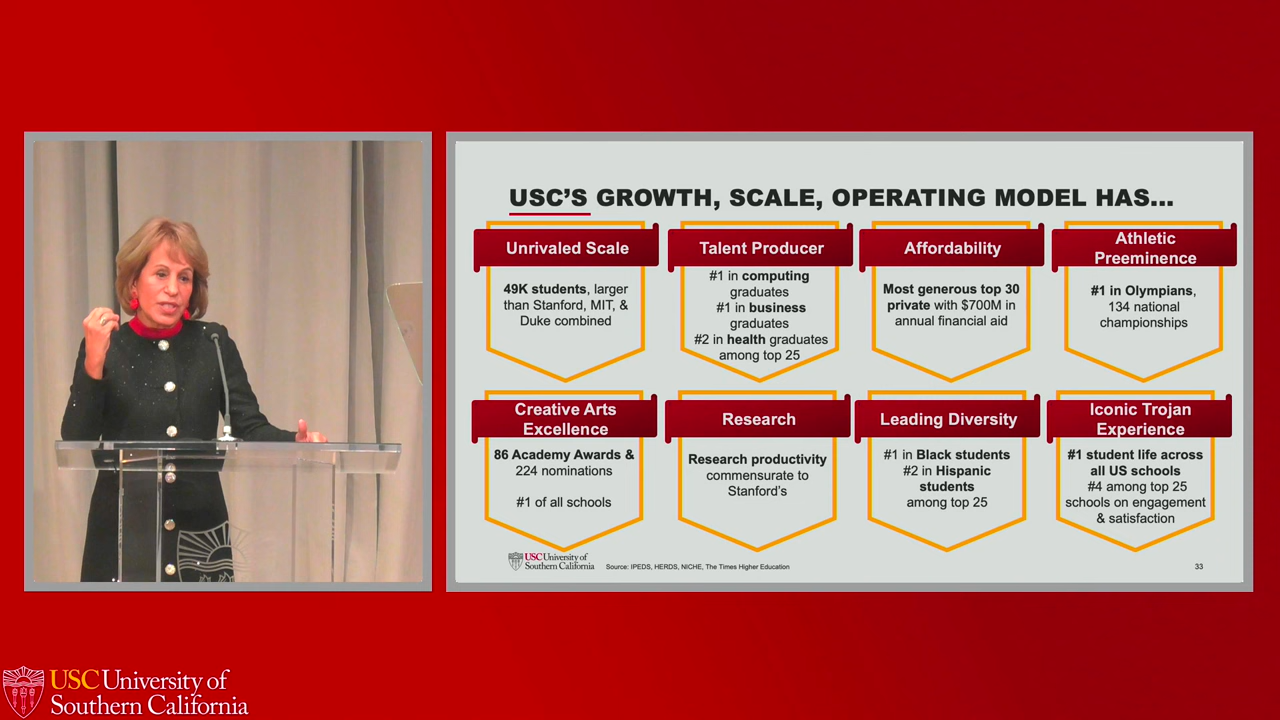 USC'S GROWTH, SCALE, OPERATING MODEL HAS...
Unrivaled Scale
49K students, larger
than Stanford, MIT, &
Duke combined
Talent Producer
#1 in computing
graduates
#1 in business
graduates
#2 in health graduates
among top 25
Affordability
Most generous top 30
private with $700M in
annual financial aid
Athletic
Preeminence
#1 in Olympians,
134 national
championships
Creative Arts
Excellence
86 Academy Awards &
224 nominations
#1 of all schools
Research
Research productivity
commensurate to
Stanford's
Leading Diversity
#1 in Black students
#2 in Hispanic
students
among top 25
Iconic Trojan
Experience
#1 student life across
all US schools
#4 among top 25
schools on engagement
& satisfaction
USC University of
Southern California
Source: IPEDS, HERDS, NICHE, The Times Higher Education
33
USC University of
Southern California